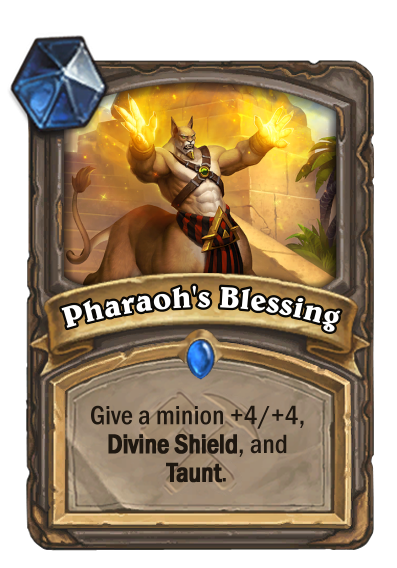 Pharaoh's Blessing
Give a minion +4/+4,
Divine Shield, and
Taunt.